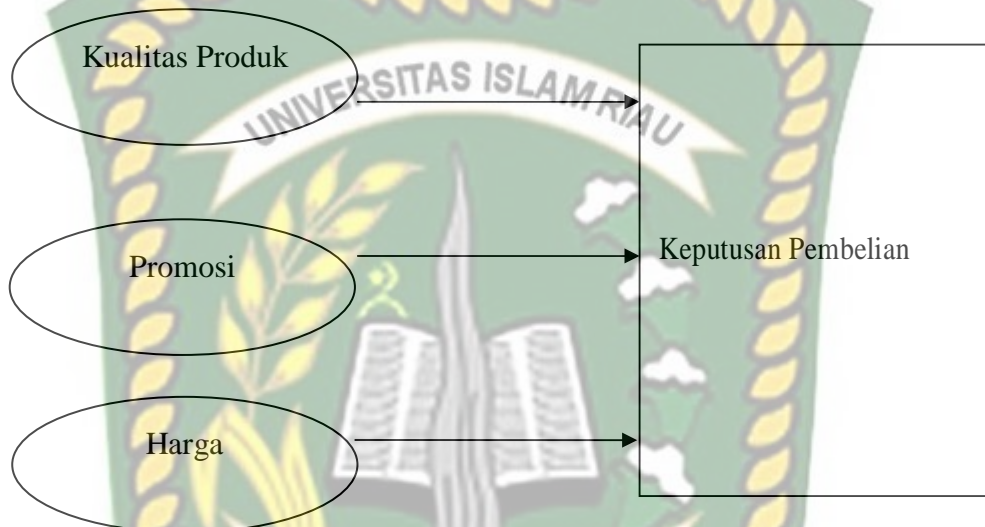 Kualitas Produk
UNIVERSITAS ISLAM RIAU
Promosi
Keputusan Pembelian
Harga